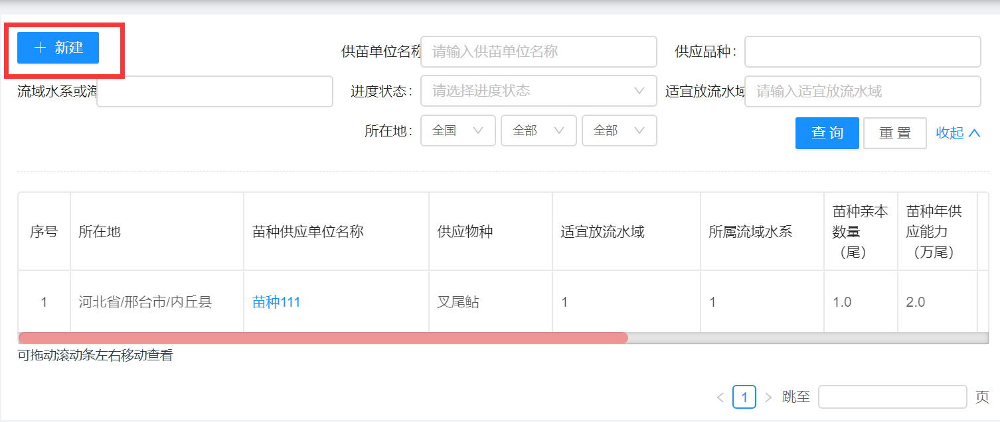 新建
供苗单位名称 请输入供苗单位名称 供应品种：
流域水系或海 进度状态： 请选择进度状态 适宜放流水域 请输入适宜放流水域
所在地： 全国 全部 全部 查 询 重 置 收起
序号 所在地 苗种供应单位名称 供应物种 适宜放流水域 所属流域水系 苗种亲本数量（尾） 苗种年供应能力（万尾）
1 河北省/邢台市/内丘县 苗种111 叉尾鲇 1 1 1.0 2.0
可拖动滚动条左右移动查看
< 1 > 跳至 页